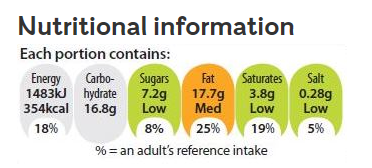 Nutritional information
Each portion contains:
Energy Carbo- Sugars Fat Saturates Salt
1483kJ hydrate 7.2g 17.7g 3.8g 0.28g
354kcal 16.8g Low Med Low Low
18% 8% 25% 19% 5%
% = an adult's reference intake